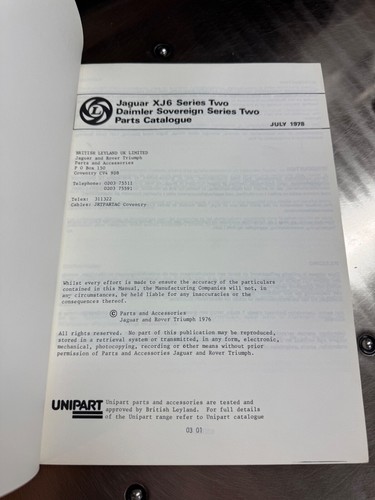 Jaguar XJ6 Series Two
Daimler Sovereign Series Two
Parts Catalogue
JULY 1976
BRITISH LEYLAND UK LIMITED
Jaguar and Rover Triumph
Parts and Accessories
P O Box 150
Coventry
Telephone: 0203 75511
0203 75591
Telex: 311322
Cables: Coventry
Whilst every effort is made to ensure the accuracy of the particulars
contained in this Manual, the Manufacturing Companies will not, in
any circumstances, be held liable for any inaccuracies or the
consequences thereof.
© Parts and Accessories
Jaguar and Rover Triumph 1976
All rights reserved. No part of this publication may be reproduced,
stored in a retrieval system or transmitted, in any form, electronic,
mechanical, photocopying, recording or other means without prior
permission of Parts and Accessories Jaguar and Rover Triumph.
UNIPART Unipart parts and accessories are tested and
approved by British Leyland. For full details
of the Unipart range refer to Unipart catalogue
03 01